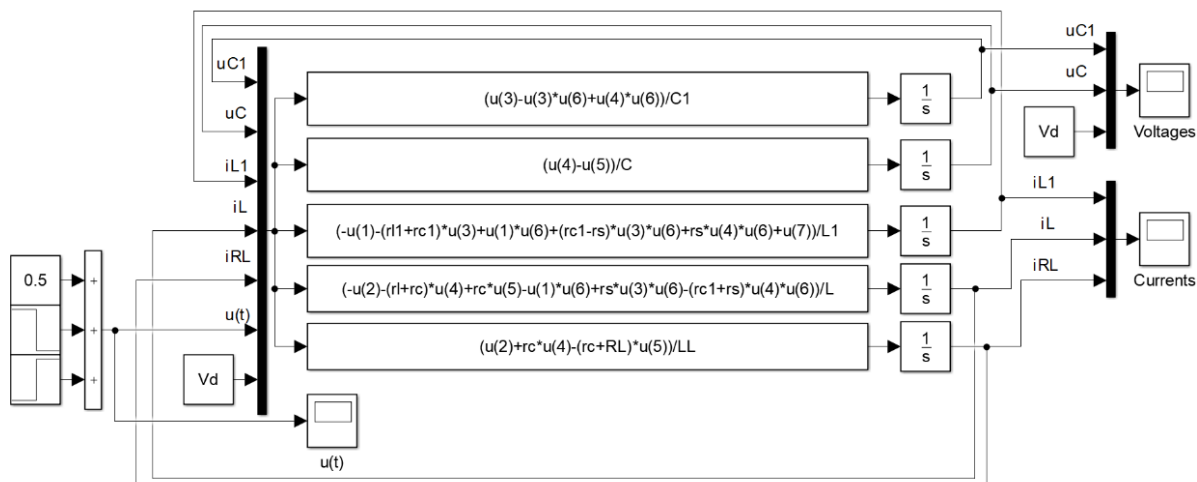 uC1
uC1
uC
(u(3)-u(3)*u(6)+u(4)*u(6))/C1
1
s
uC
Vd
Voltages
(u(4)-u(5))/C
1
s
iL1
iL1
iL
(-u(1)-(rl1+rc1)*u(3)+u(1)*u(6)+(rc1-rs)*u(3)*u(6)+rs*u(4)*u(6)+u(7))/L1
1
s
iL
iRL
iRL
Currents
0.5
+
(-u(2)-(rl+rc)*u(4)+rc*u(5)-u(1)*u(6)+rs*u(3)*u(6)-(rc1+rs)*u(4)*u(6))/L
1
s
u(t)
+
(u(2)+rc*u(4)-(rc+RL)*u(5))/LL
1
s
+
Vd
u(t)